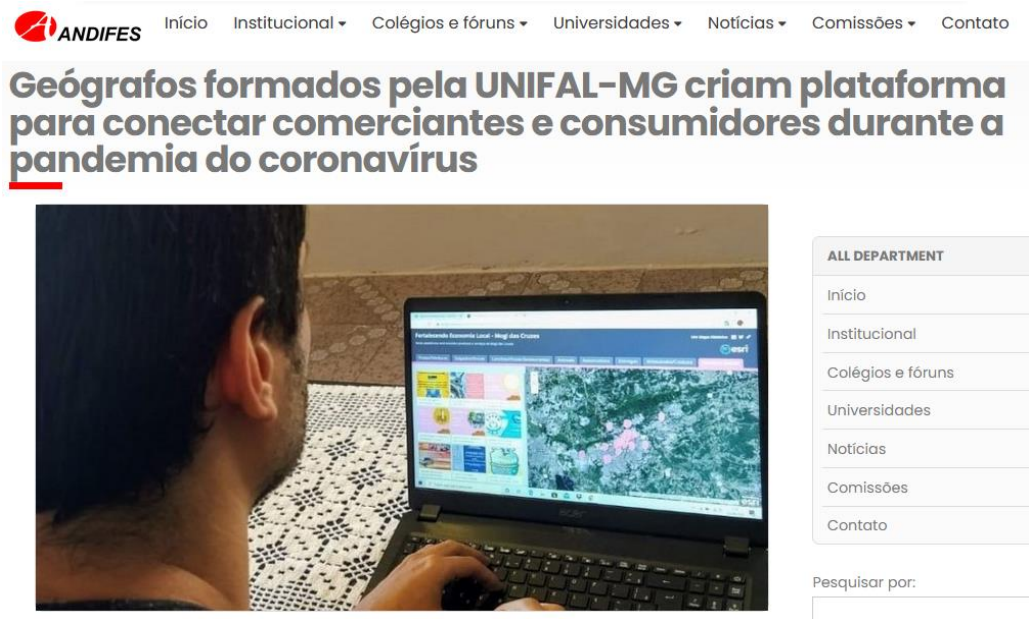 ANDIFES
Início Institucional Colégios e fóruns Universidades Notícias Comissões Contato
Geógrafos formados pela UNIFAL-MG criam plataforma
para conectar comerciantes e consumidores durante a
pandemia do coronavírus
Fortalecendo Economia Local - Mogi das Cruzes
esri
esri
acer
ALL DEPARTMENT
Início
Institucional
Colégios e fóruns
Universidades
Notícias
Comissões
Contato
Pesquisar por: